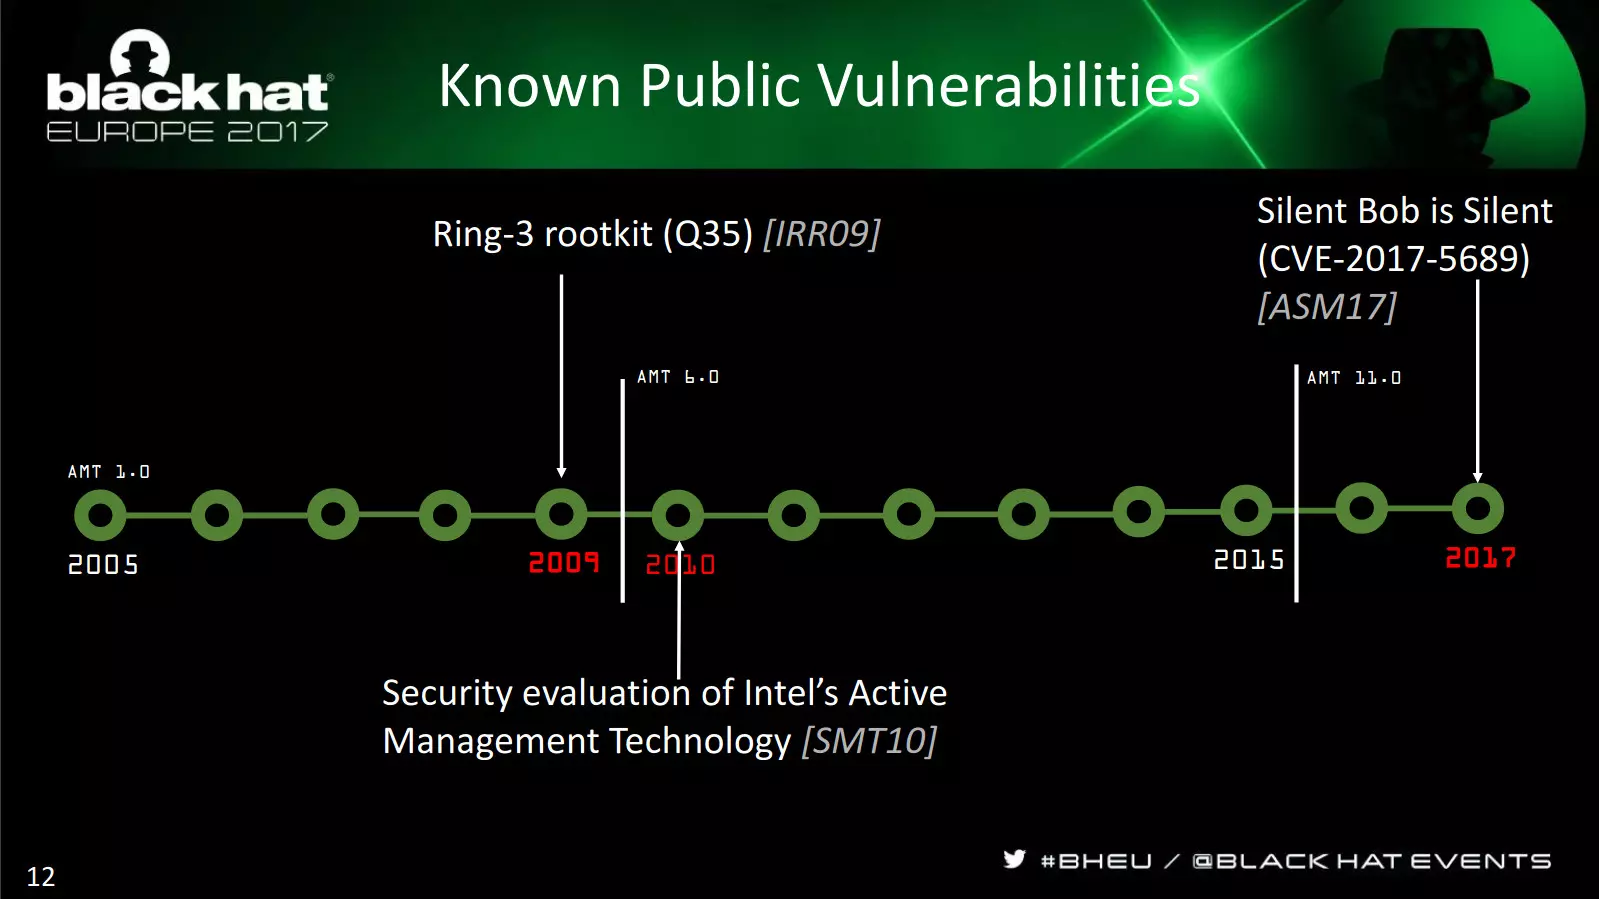 black hat®
EUROPE 2017
Known Public Vulnerabilities
Ring-3 rootkit (Q35) [IRR09]
Silent Bob is Silent
(CVE-2017-5689)
[ASM17]
AMT 6.0
AMT 11.0
AMT 1.0
2005
2009
2010
2015
2017
Security evaluation of Intel’s Active
Management Technology [SMT10]
12
#BHEU / @BLACK HAT EVENTS